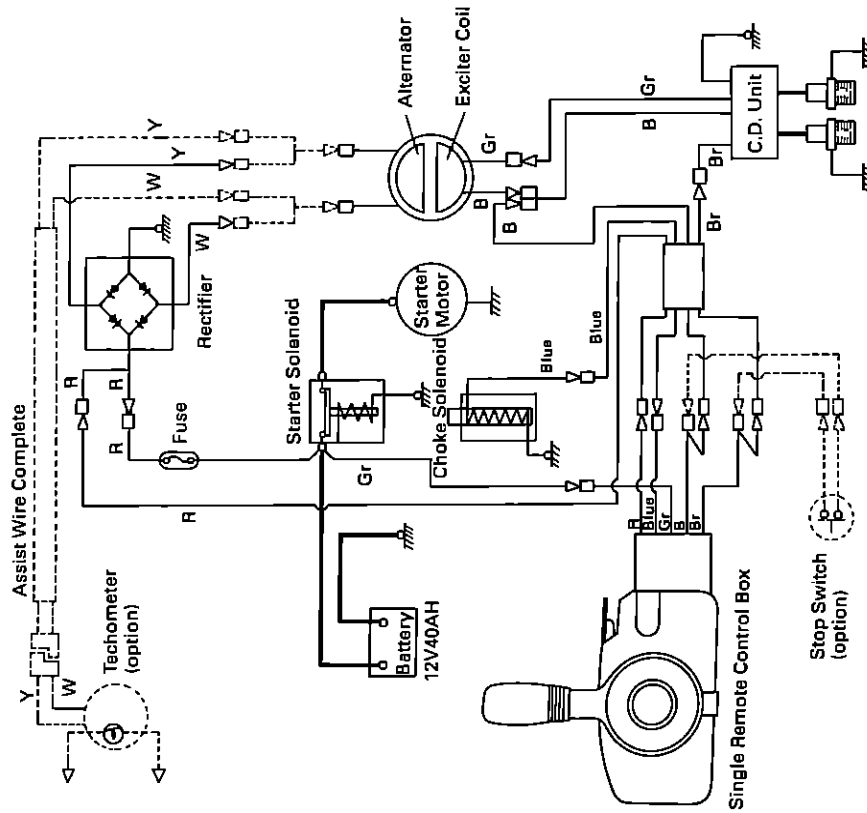 Assist Wire Complete
Techometer
(option)
Y
W
Y
Y
W
W
Rectifier
R
R
R
R
Fuse
Alternator
Exciter Coil
Starter Solenoid
Starter
Motor
Gr
Gr
Gr
B
B
B
Battery
12V40AH
Choke Solenoid
Blue
Blue
C.D. Unit
Br
Br
R
Blue
Gr
B
Br
Single Remote Control Box
Stop Switch
(option)